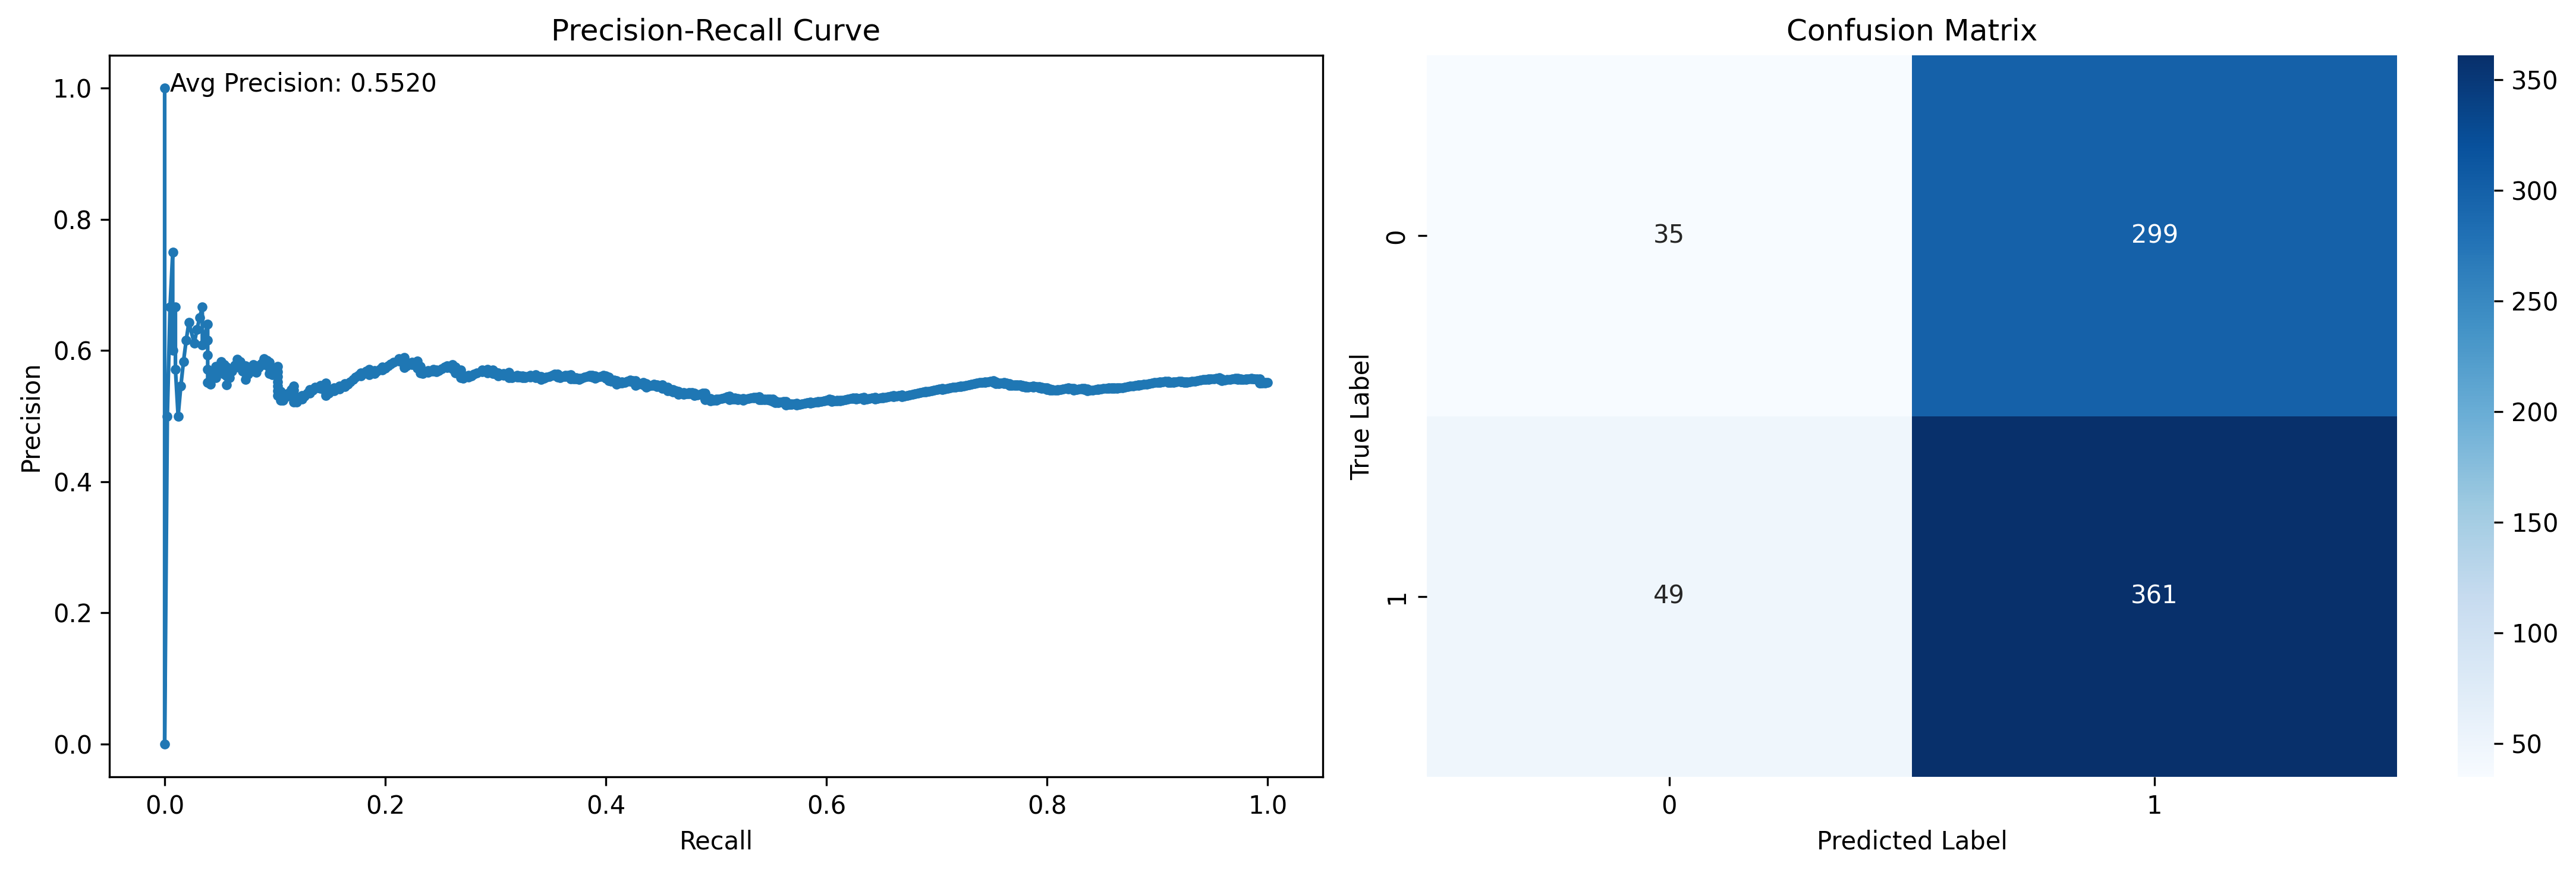 Precision-Recall Curve
Avg Precision: 0.5520
1.0
0.8
0.6
0.4
0.2
0.0
Precision
0.0 0.2 0.4 0.6 0.8 1.0
Recall
Confusion Matrix
0
1
True Label
35 299
49 361
0 1
Predicted Label
350
300
250
200
150
100
50